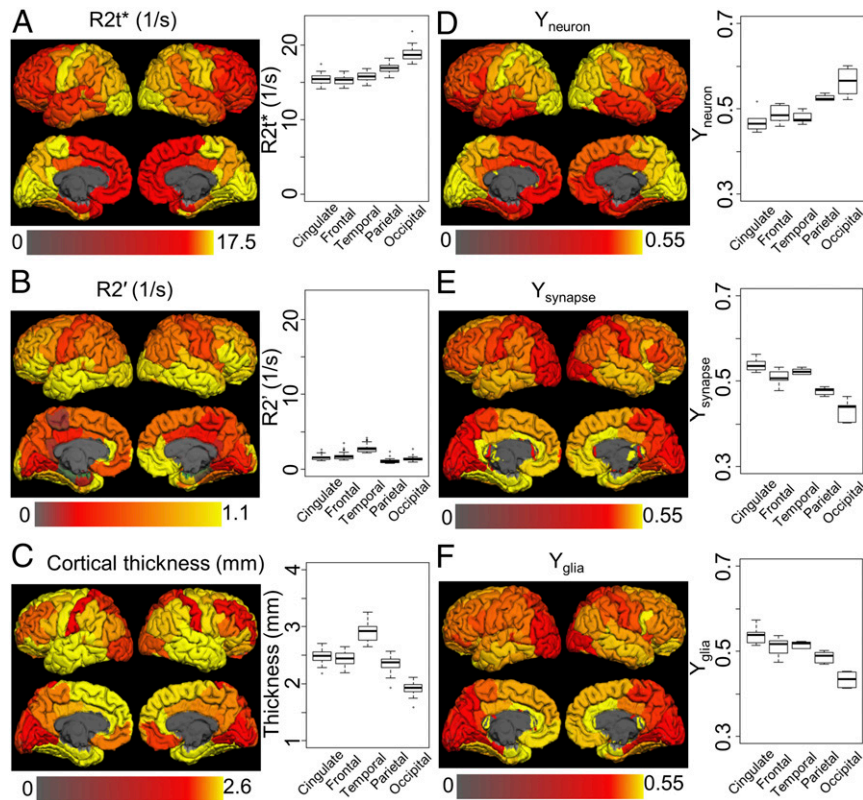 A R2t* (1/s)
R2t* (1/s)
20
15
10
5
0
Cingulate
Frontal
Temporal
Parietal
Occipital
0 17.5
B R2′ (1/s)
R2' (1/s)
20
15
10
5
0
Cingulate
Frontal
Temporal
Parietal
Occipital
0 1.1
C Cortical thickness (mm)
Thickness (mm)
4
3
2
1
Cingulate
Frontal
Temporal
Parietal
Occipital
0 2.6
D Yneuron
Yneuron
0.7
0.5
0.3
Cingulate
Frontal
Temporal
Parietal
Occipital
0 0.55
E Ysynapse
Ysynapse
0.7
0.5
0.3
Cingulate
Frontal
Temporal
Parietal
Occipital
0 0.55
F Yglia
Yglia
0.7
0.5
0.3
Cingulate
Frontal
Temporal
Parietal
Occipital
0 0.55